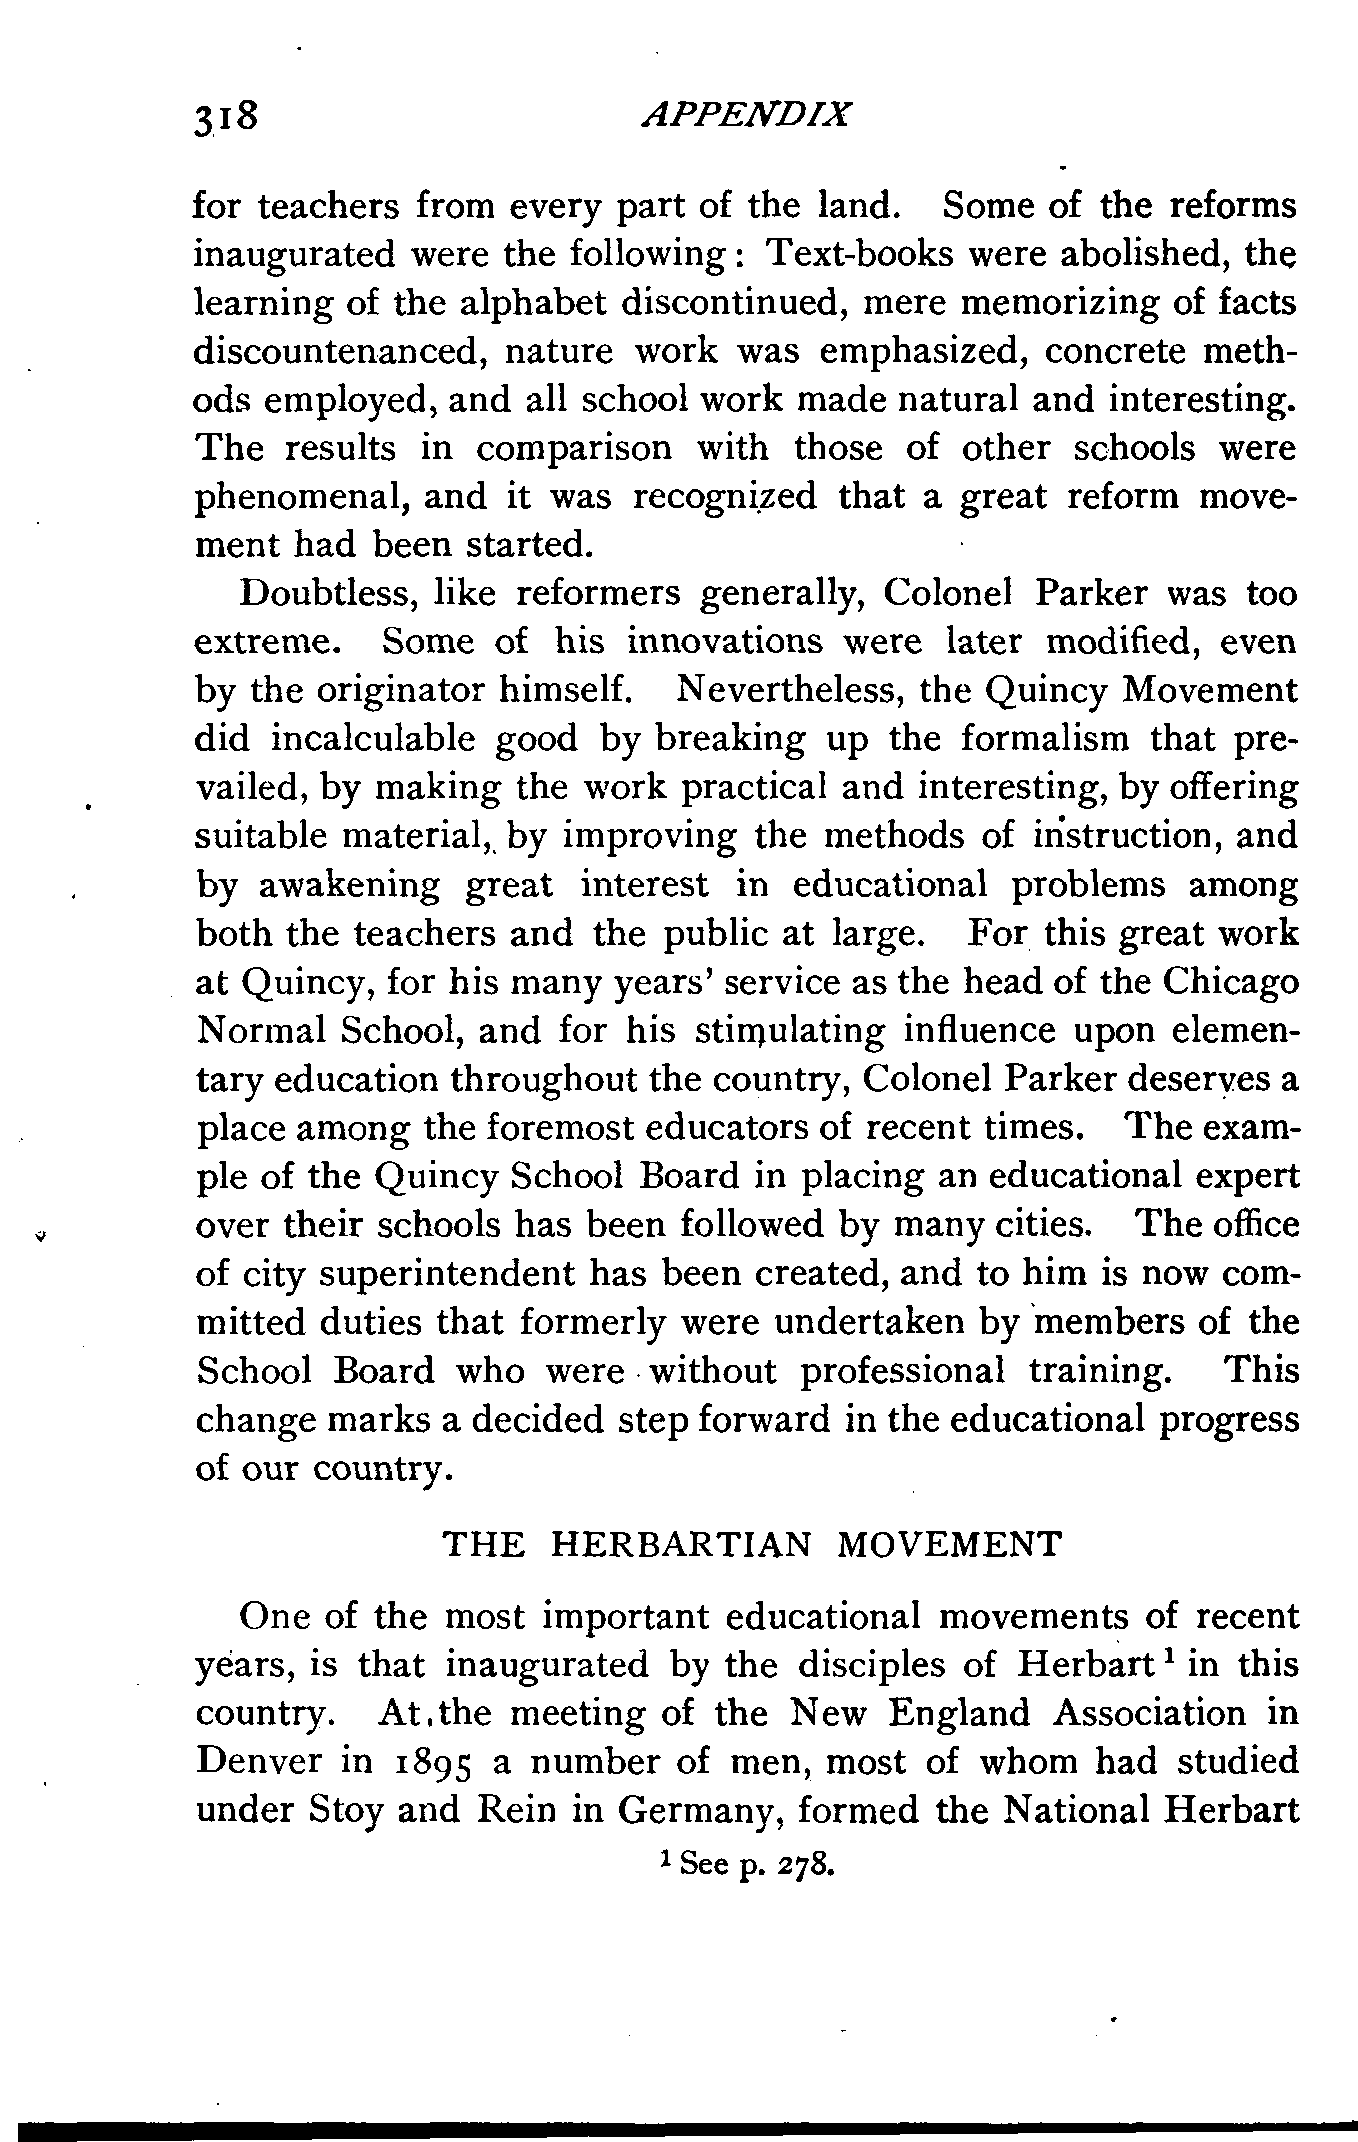 318 APPENDIX
for teachers from every part of the land. Some of the reforms
inaugurated were the following: Text-books were abolished, the
learning of the alphabet discontinued, mere memorizing of facts
discountenanced, nature work was emphasized, concrete meth-
ods employed, and all school work made natural and interesting.
The results in comparison with those of other schools were
phenomenal, and it was recognized that a great reform move-
ment had been started.
Doubtless, like reformers generally, Colonel Parker was too
extreme. Some of his innovations were later modified, even
by the originator himself. Nevertheless, the Quincy Movement
did incalculable good by breaking up the formalism that pre-
vailed, by making the work practical and interesting, by offering
suitable material, by improving the methods of instruction, and
by awakening great interest in educational problems among
both the teachers and the public at large. For this great work
at Quincy, for his many years' service as the head of the Chicago
Normal School, and for his stimulating influence upon elemen-
tary education throughout the country, Colonel Parker deserves a
place among the foremost educators of recent times. The exam-
ple of the Quincy School Board in placing an educational expert
over their schools has been followed by many cities. The office
of city superintendent has been created, and to him is now com-
mitted duties that formerly were undertaken by members of the
School Board who were without professional training. This
change marks a decided step forward in the educational progress
of our country.
THE HERBARTIAN MOVEMENT
One of the most important educational movements of recent
years, is that inaugurated by the disciples of Herbart¹ in this
country. At the meeting of the New England Association in
Denver in 1895 a number of men, most of whom had studied
under Stoy and Rein in Germany, formed the National Herbart
¹ See p. 278.